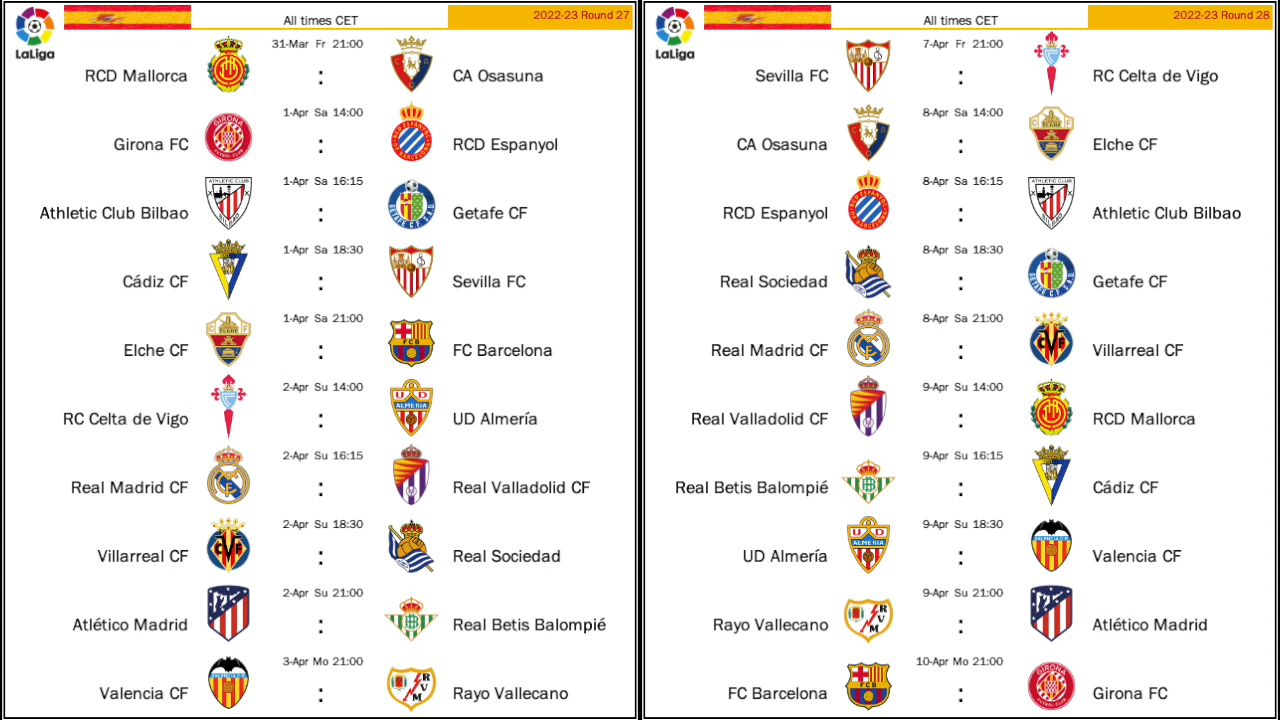 LaLiga
All times CET
2022-23 Round 27
31-Mar Fr 21:00
RCD Mallorca : CA Osasuna
1-Apr Sa 14:00
Girona FC : RCD Espanyol
1-Apr Sa 16:15
Athletic Club Bilbao : Getafe CF
1-Apr Sa 18:30
Cádiz CF : Sevilla FC
1-Apr Sa 21:00
Elche CF : FC Barcelona
2-Apr Su 14:00
RC Celta de Vigo : UD Almería
2-Apr Su 16:15
Real Madrid CF : Real Valladolid CF
2-Apr Su 18:30
Villarreal CF : Real Sociedad
2-Apr Su 21:00
Atlético Madrid : Real Betis Balompié
3-Apr Mo 21:00
Valencia CF : Rayo Vallecano
LaLiga
All times CET
2022-23 Round 28
7-Apr Fr 21:00
Sevilla FC : RC Celta de Vigo
8-Apr Sa 14:00
CA Osasuna : Elche CF
8-Apr Sa 16:15
RCD Espanyol : Athletic Club Bilbao
8-Apr Sa 18:30
Real Sociedad : Getafe CF
8-Apr Sa 21:00
Real Madrid CF : Villarreal CF
9-Apr Su 14:00
Real Valladolid CF : RCD Mallorca
9-Apr Su 16:15
Real Betis Balompié : Cádiz CF
9-Apr Su 18:30
UD Almería : Valencia CF
9-Apr Su 21:00
Rayo Vallecano : Atlético Madrid
10-Apr Mo 21:00
FC Barcelona : Girona FC